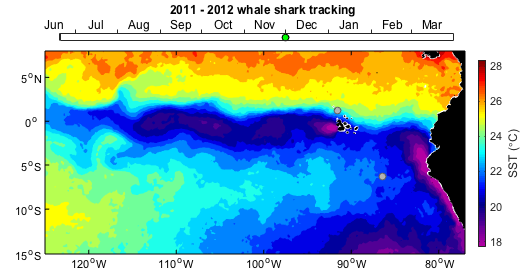 2011 - 2012 whale shark tracking
Jun Jul Aug Sep Oct Nov Dec Jan Feb Mar
5°N
0°
5°S
10°S
15°S
120°W 110°W 100°W 90°W 80°W
28
26
24
22
20
18
SST (°C)